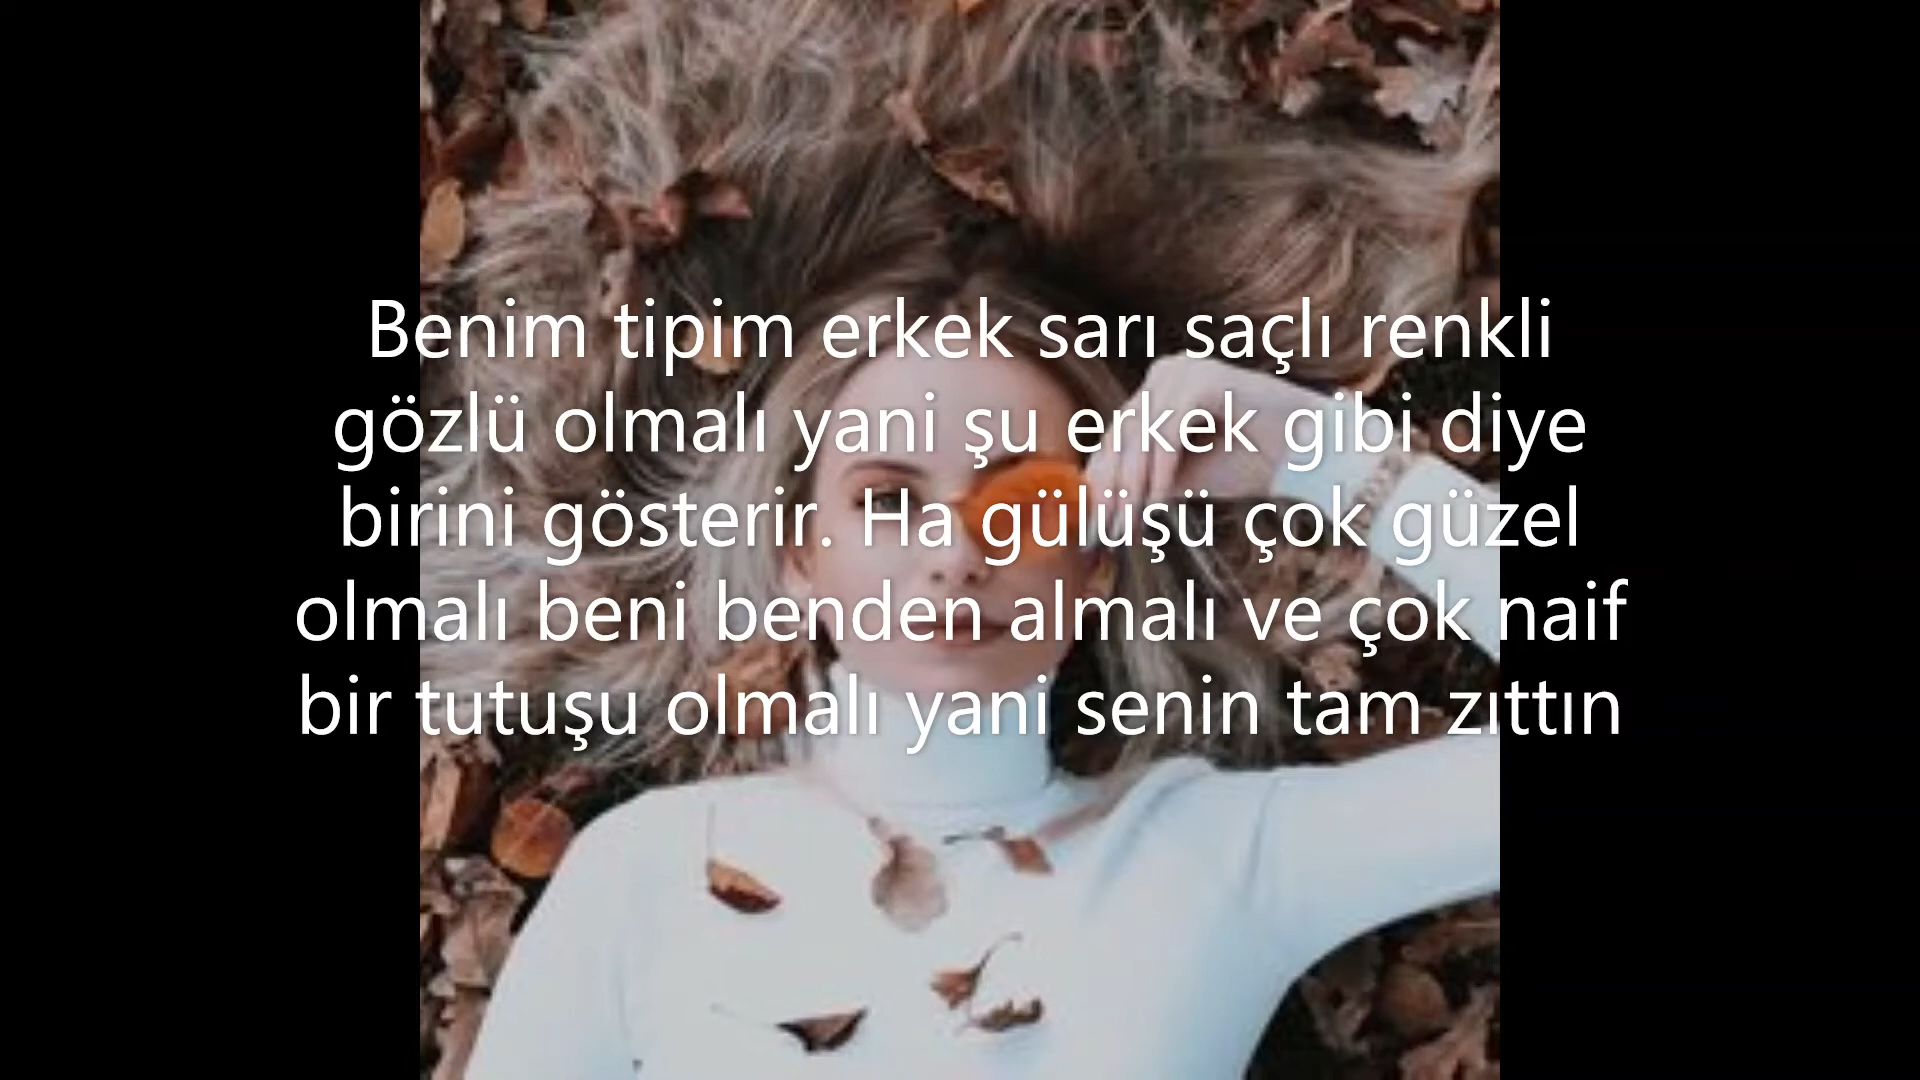 Benim tipim erkek sarı saçlı renkli
gözlü olmalı yani şu erkek gibi diye
birini gösterir. Ha gülüşü çok güzel
olmalı beni benden almalı ve çok naif
bir tutuşu olmalı yani senin tam zıttın